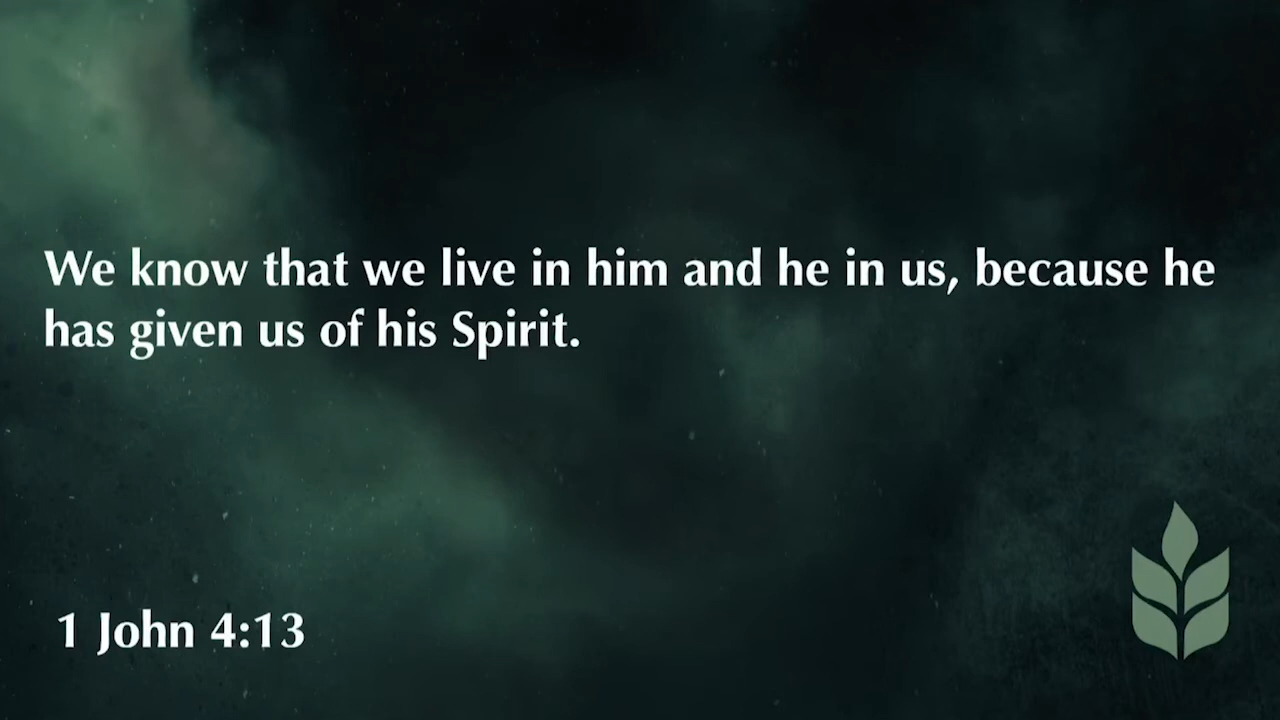 We know that we live in him and he in us, because he
has given us of his Spirit.
1 John 4:13